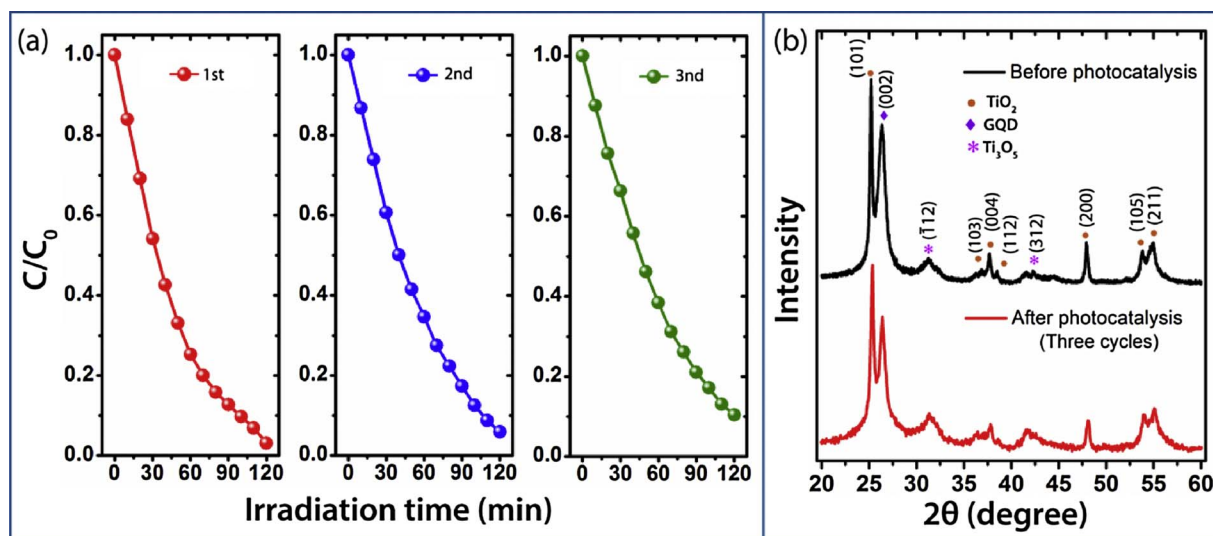 (a)
1.0
0.8
0.6
0.4
0.2
0.0
C/C0
1st
0 30 60 90 120
1.0
0.8
0.6
0.4
0.2
0.0
2nd
0 30 60 90 120
1.0
0.8
0.6
0.4
0.2
0.0
3nd
0 30 60 90 120
Irradiation time (min)
(b)
Intensity
Before photocatalysis
TiO2
GQD
Ti3O5
(101)
(002)
(1̅12)
(103)
(004)
(112)
(312)
(200)
(105)
(211)
After photocatalysis
(Three cycles)
20 25 30 35 40 45 50 55 60
2θ (degree)